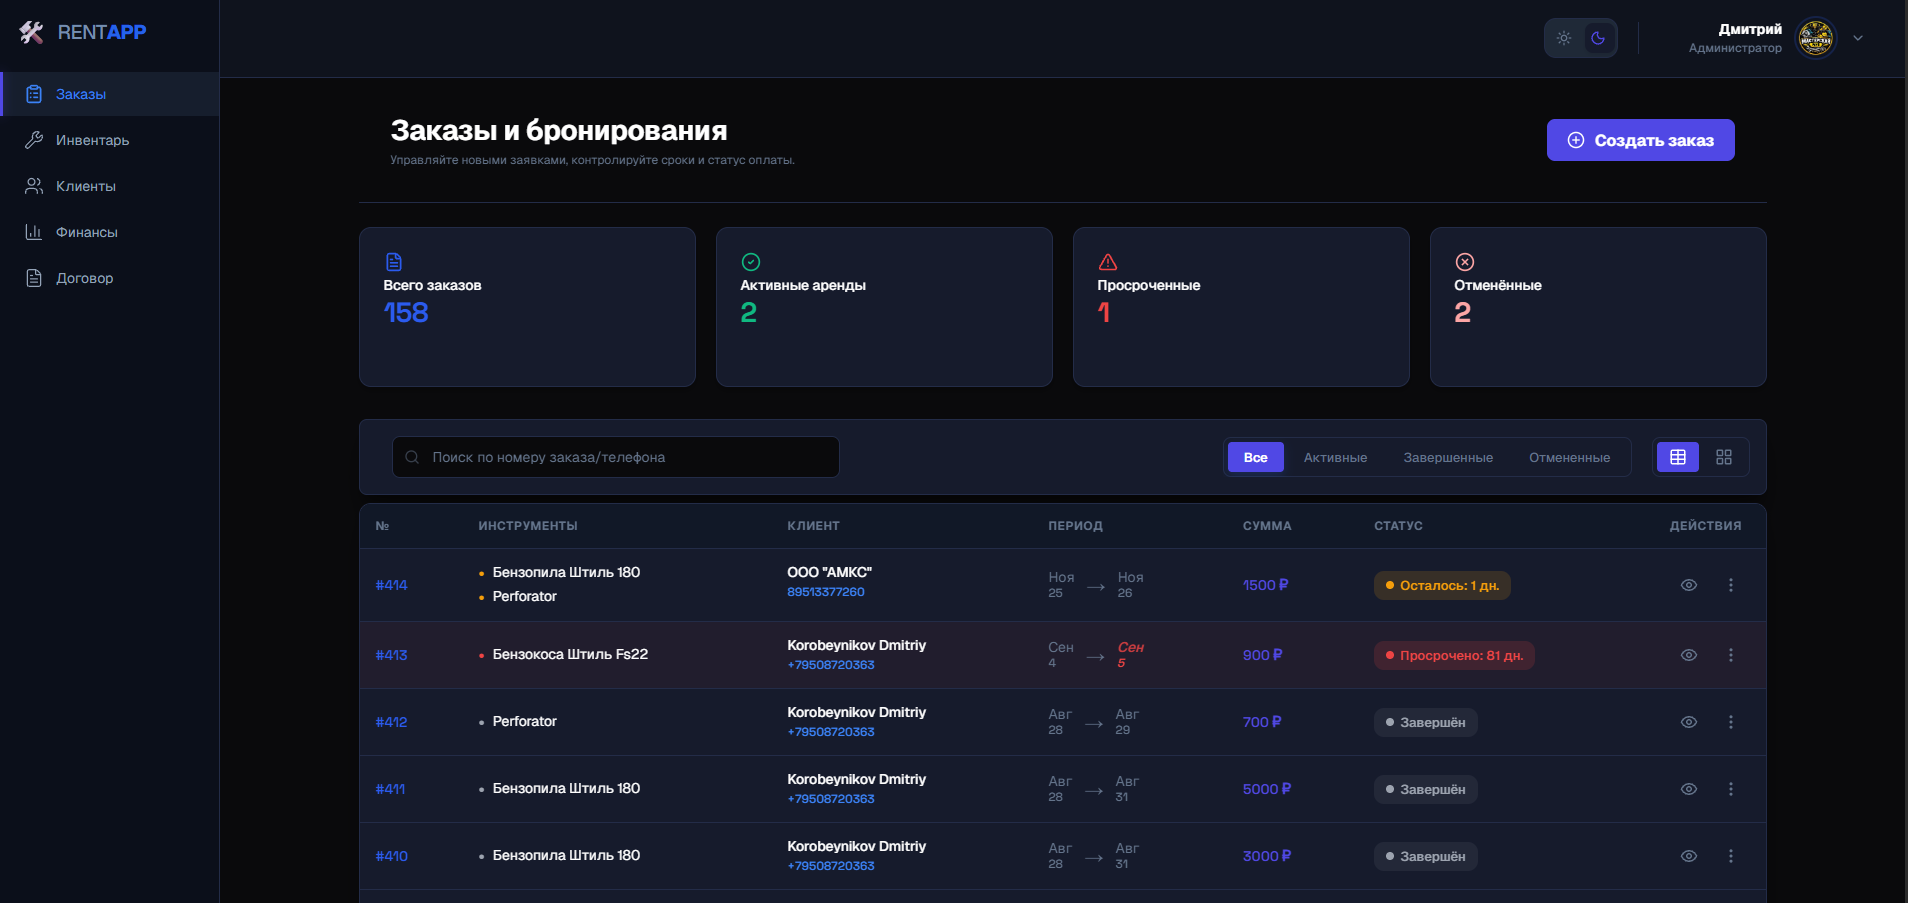 RENTAPP
Дмитрий
Администратор
Заказы
Инвентарь
Клиенты
Финансы
Договор
Заказы и бронирования
Управляйте новыми заявками, контролируйте сроки и статус оплаты.
Создать заказ
Всего заказов
158
Активные аренды
2
Просроченные
1
Отменённые
2
Поиск по номеру заказа/телефона
Все Активные Завершенные Отмененные
№ ИНСТРУМЕНТЫ КЛИЕНТ ПЕРИОД СУММА СТАТУС ДЕЙСТВИЯ
#414
• Бензопила Штиль 180
• Perforator
ООО "АМКС"
89513377260
Ноя 25 → Ноя 26
1500 ₽
Осталось: 1 дн.
#413
• Бензокоса Штиль Fs22
Korobeynikov Dmitriy
+79508720363
Сен 4 → Сен 5
900 ₽
Просрочено: 81 дн.
#412
• Perforator
Korobeynikov Dmitriy
+79508720363
Авг 28 → Авг 29
700 ₽
Завершён
#411
• Бензопила Штиль 180
Korobeynikov Dmitriy
+79508720363
Авг 28 → Авг 31
5000 ₽
Завершён
#410
• Бензопила Штиль 180
Korobeynikov Dmitriy
+79508720363
Авг 28 → Авг 31
3000 ₽
Завершён